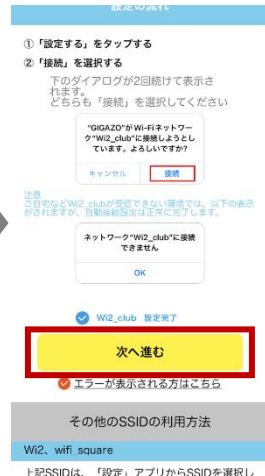 設定の流れ
①「設定する」をタップする
②「接続」を選択する
下のダイアログが2回続けて表示さ
れます。
どちらも「接続」を選択してください
"GIGAZO"がWi-Fiネットワー
ク"Wi2_club"に接続しようとし
ています。よろしいですか?
キャンセル 接続
注意
ご自宅などWi2_clubが受信できない環境では、以下の表示
がされますが、自動接続設定は正常に完了します。
ネットワーク"Wi2_club"に接続
できません
OK
Wi2_club 設定完了
次へ進む
エラーが表示される方はこちら
その他のSSIDの利用方法
Wi2、wifi_square
上記SSIDは、「設定」アプリからSSIDを選択し